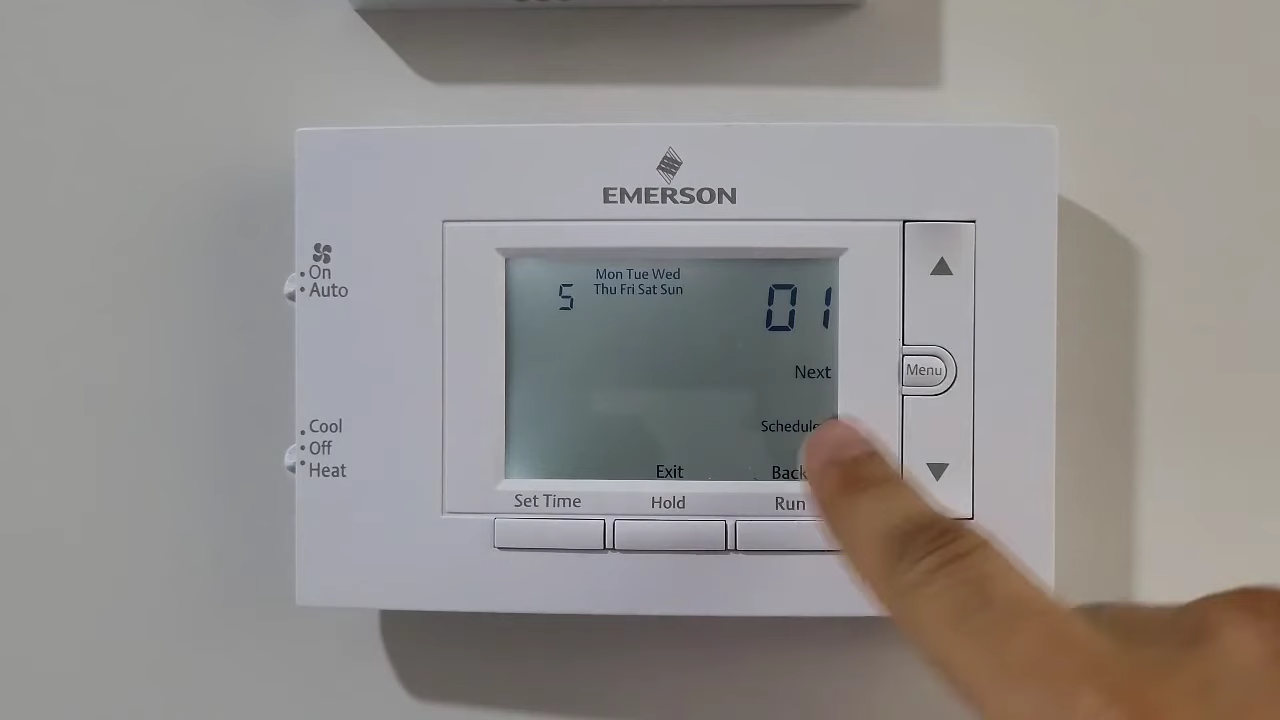 EMERSON
On
Auto
Mon Tue Wed
Thu Fri Sat Sun
5
01
Next
Menu
Cool
Off
Heat
Schedule
Exit
Back
Set Time
Hold
Run